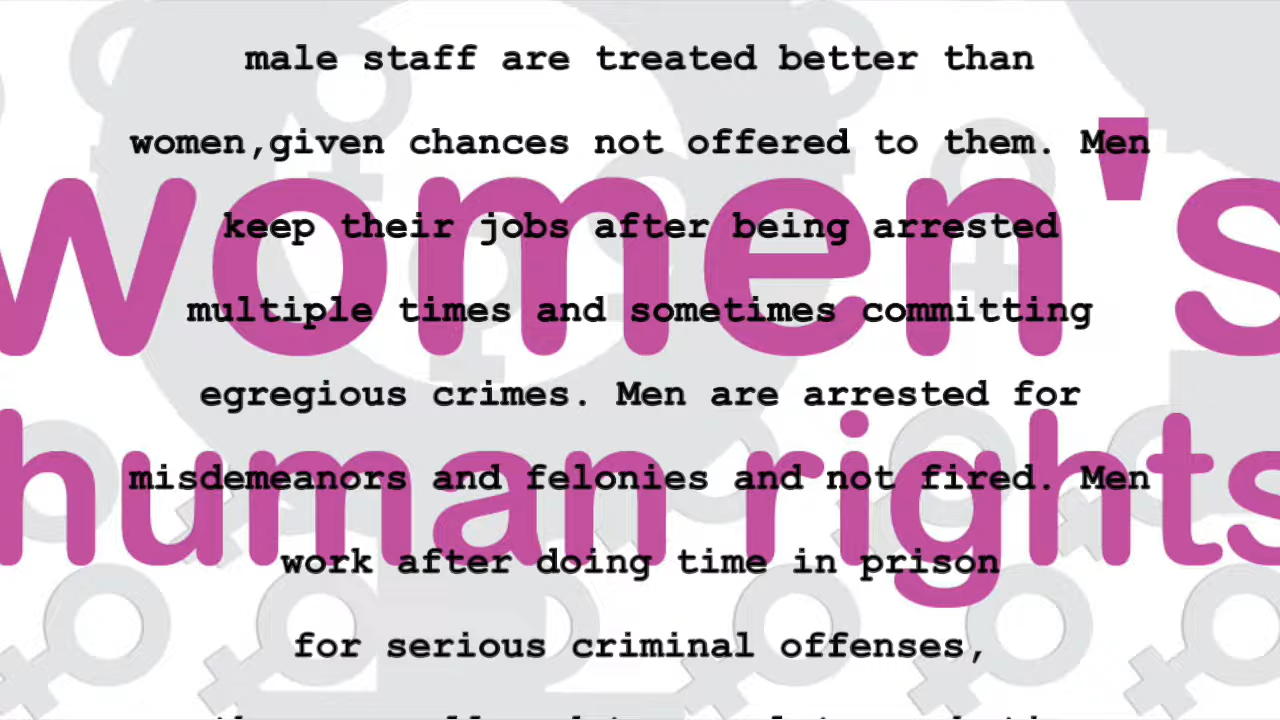 male staff are treated better than
women,given chances not offered to them. Men
women's
keep their jobs after being arrested
multiple times and sometimes committing
egregious crimes. Men are arrested for
human rights
misdemeanors and felonies and not fired. Men
work after doing time in prison
for serious criminal offenses,